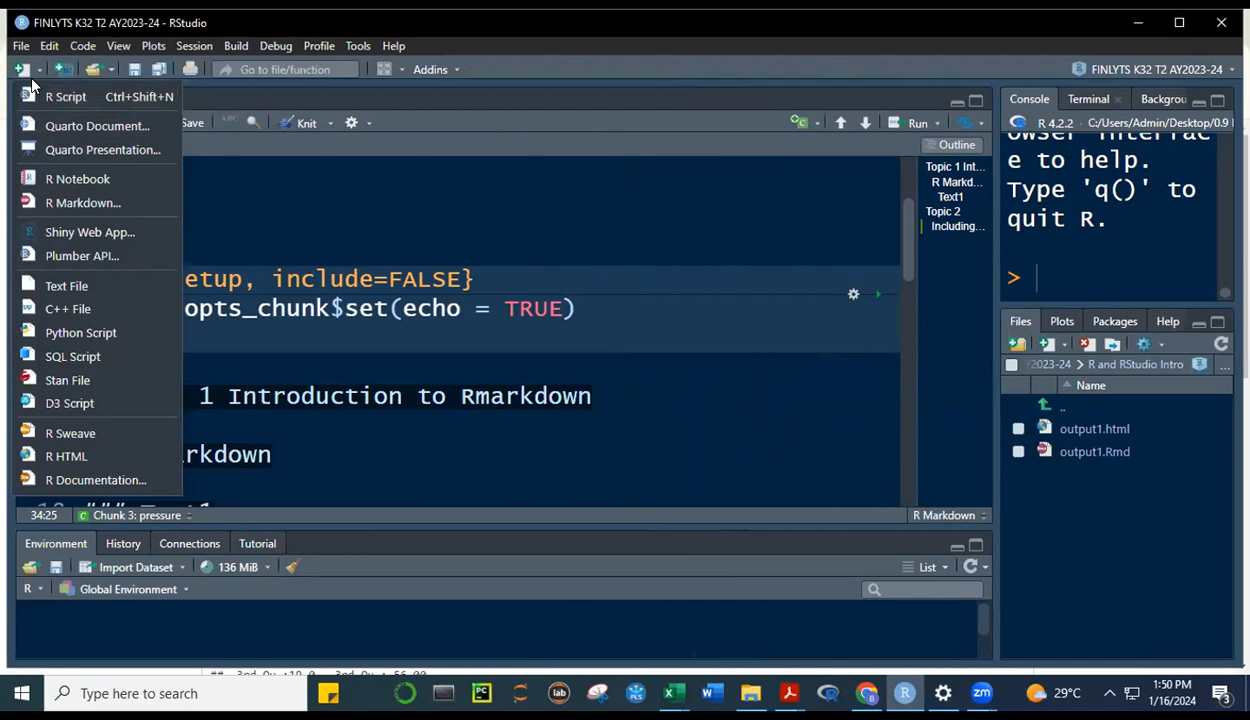 FINLYTS K32 T2 AY2023-24 - RStudio
File Edit Code View Plots Session Build Debug Profile Tools Help
Go to file/function Addins FINLYTS K32 T2 AY2023-24
R Script Ctrl+Shift+N
Quarto Document...
Quarto Presentation...
R Notebook
R Markdown...
Shiny Web App...
Plumber API...
Text File
C++ File
Python Script
SQL Script
Stan File
D3 Script
R Sweave
R HTML
R Documentation...
Save Knit Run
Outline
Topic 1 Int...
R Markd...
Text1
Topic 2
Including...
etup, include=FALSE}
opts_chunk$set(echo = TRUE)
1 Introduction to Rmarkdown
rkdown
34:25 Chunk 3: pressure R Markdown
Environment History Connections Tutorial
Import Dataset 136 MiB List
R Global Environment
Console Terminal Backgrou
R 4.2.2 · C:/Users/Admin/Desktop/0.9
owser interfac
e to help.
Type 'q()' to
quit R.
>
Files Plots Packages Help
2023-24 > R and RStudio Intro ...
Name
..
output1.html
output1.Rmd
Type here to search
29°C
1:50 PM
1/16/2024
3